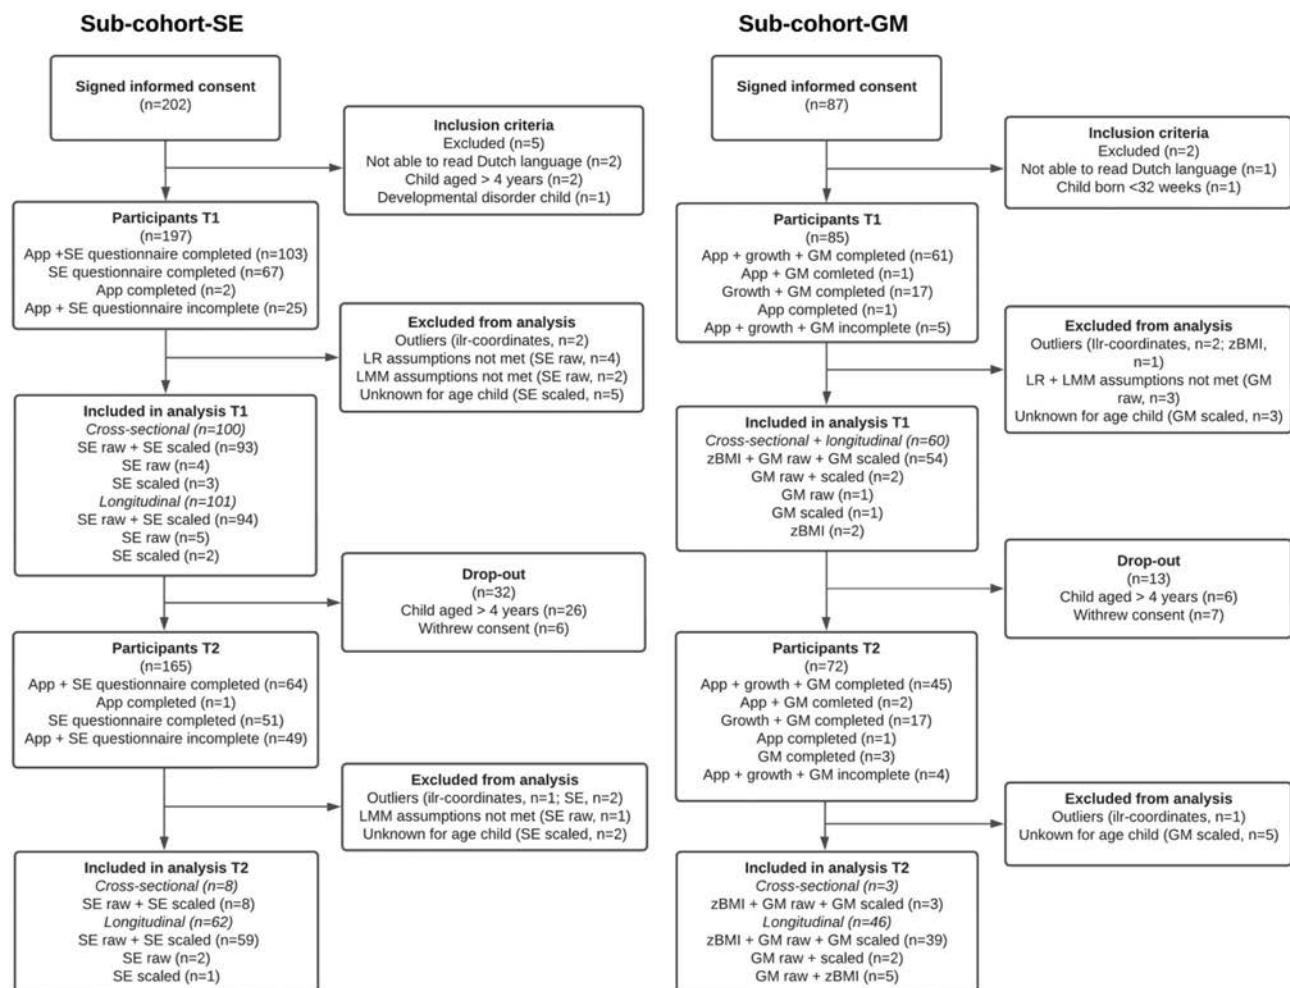 Sub-cohort-SE
Signed informed consent
(n=202)
Inclusion criteria
Excluded (n=5)
Not able to read Dutch language (n=2)
Child aged > 4 years (n=2)
Developmental disorder child (n=1)
Participants T1
(n=197)
App +SE questionnaire completed (n=103)
SE questionnaire completed (n=67)
App completed (n=2)
App + SE questionnaire incomplete (n=25)
Excluded from analysis
Outliers (ilr-coordinates, n=2)
LR assumptions not met (SE raw, n=4)
LMM assumptions not met (SE raw, n=2)
Unknown for age child (SE scaled, n=5)
Included in analysis T1
Cross-sectional (n=100)
SE raw + SE scaled (n=93)
SE raw (n=4)
SE scaled (n=3)
Longitudinal (n=101)
SE raw + SE scaled (n=94)
SE raw (n=5)
SE scaled (n=2)
Drop-out
(n=32)
Child aged > 4 years (n=26)
Withrew consent (n=6)
Participants T2
(n=165)
App + SE questionnaire completed (n=64)
App completed (n=1)
SE questionnaire completed (n=51)
App + SE questionnaire incomplete (n=49)
Excluded from analysis
Outliers (ilr-coordinates, n=1; SE, n=2)
LMM assumptions not met (SE raw, n=1)
Unknown for age child (SE scaled, n=2)
Included in analysis T2
Cross-sectional (n=8)
SE raw + SE scaled (n=8)
Longitudinal (n=62)
SE raw + SE scaled (n=59)
SE raw (n=2)
SE scaled (n=1)
Sub-cohort-GM
Signed informed consent
(n=87)
Inclusion criteria
Excluded (n=2)
Not able to read Dutch language (n=1)
Child born <32 weeks (n=1)
Participants T1
(n=85)
App + growth + GM completed (n=61)
App + GM comleted (n=1)
Growth + GM completed (n=17)
App completed (n=1)
App + growth + GM incomplete (n=5)
Excluded from analysis
Outliers (Ilr-coordinates, n=2; zBMI,
n=1)
LR + LMM assumptions not met (GM
raw, n=3)
Unknown for age child (GM scaled, n=3)
Included in analysis T1
Cross-sectional + longitudinal (n=60)
zBMI + GM raw + GM scaled (n=54)
GM raw + scaled (n=2)
GM raw (n=1)
GM scaled (n=1)
zBMI (n=2)
Drop-out
(n=13)
Child aged > 4 years (n=6)
Withrew consent (n=7)
Participants T2
(n=72)
App + growth + GM completed (n=45)
App + GM comleted (n=2)
Growth + GM completed (n=17)
App completed (n=1)
GM completed (n=3)
App + growth + GM incomplete (n=4)
Excluded from analysis
Outliers (ilr-coordinates, n=1)
Unkown for age child (GM scaled, n=5)
Included in analysis T2
Cross-sectional (n=3)
zBMI + GM raw + GM scaled (n=3)
Longitudinal (n=46)
zBMI + GM raw + GM scaled (n=39)
GM raw + scaled (n=2)
GM raw + zBMI (n=5)